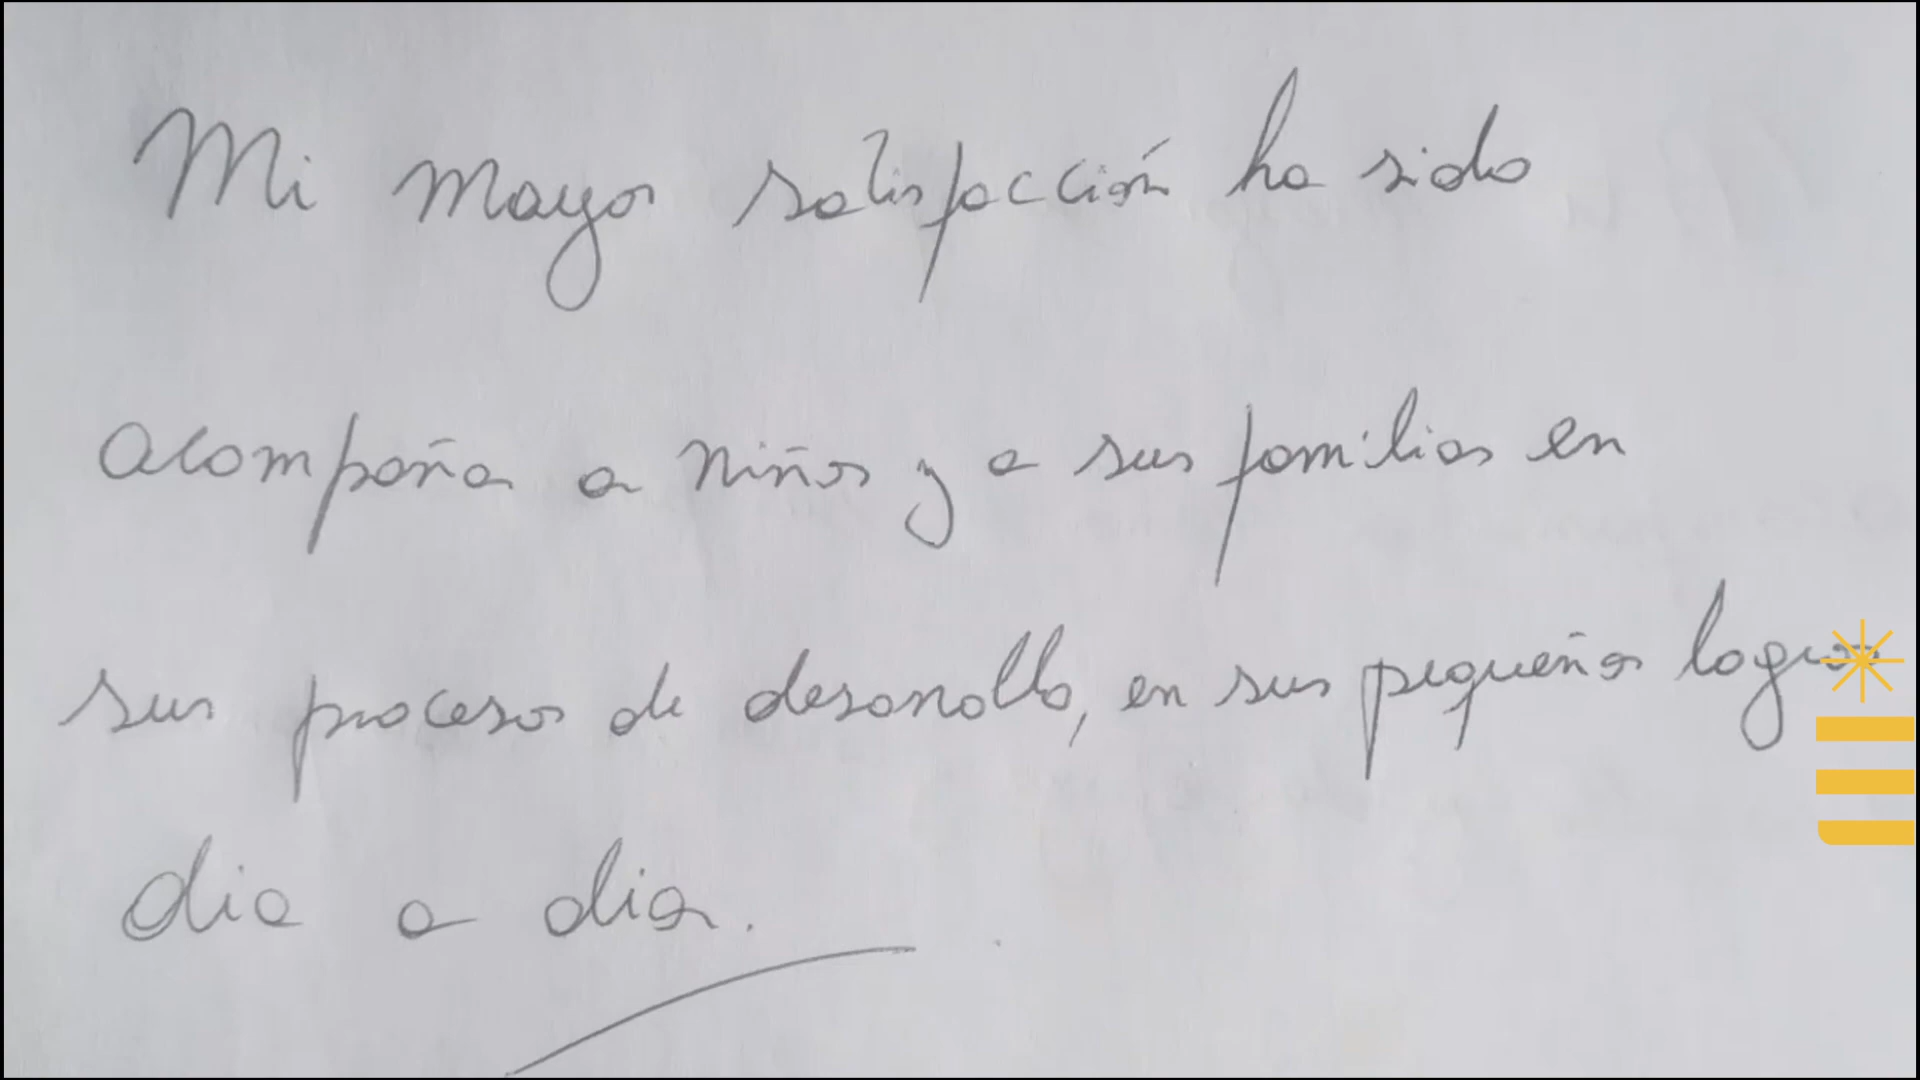 Mi mayor satisfacción ha sido
acompañar a niños y a sus familias en
sus procesos de desarrollo, en sus pequeños logros
dia a dia.